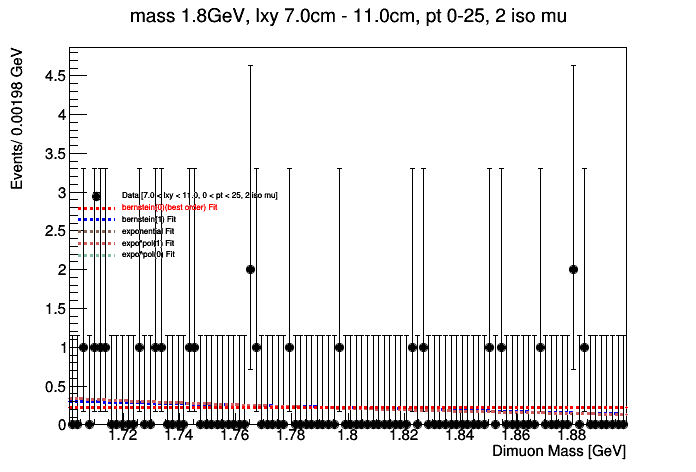 mass 1.8GeV, lxy 7.0cm - 11.0cm, pt 0-25, 2 iso mu
Events/ 0.00198 GeV
4.5
4
3.5
3
2.5
2
1.5
1
0.5
0
Data [7.0 < lxy < 11.0, 0 < pt < 25, 2 iso mu]
bernstein[0](best order) Fit
bernstein[1] Fit
exponential Fit
expo*pol(1) Fit
expo*pol(0) Fit
1.72 1.74 1.76 1.78 1.8 1.82 1.84 1.86 1.88
Dimuon Mass [GeV]